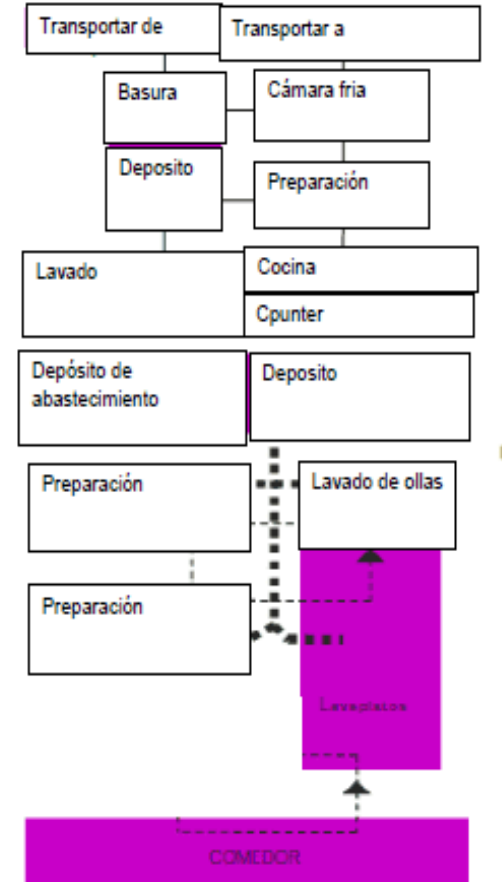 Transportar de
Transportar a
Basura
Cámara fria
Deposito
Preparación
Lavado
Cocina
Cpunter
Depósito de
abastecimiento
Deposito
Preparación
Lavado de ollas
Preparación
Lavaplatos
COMEDOR